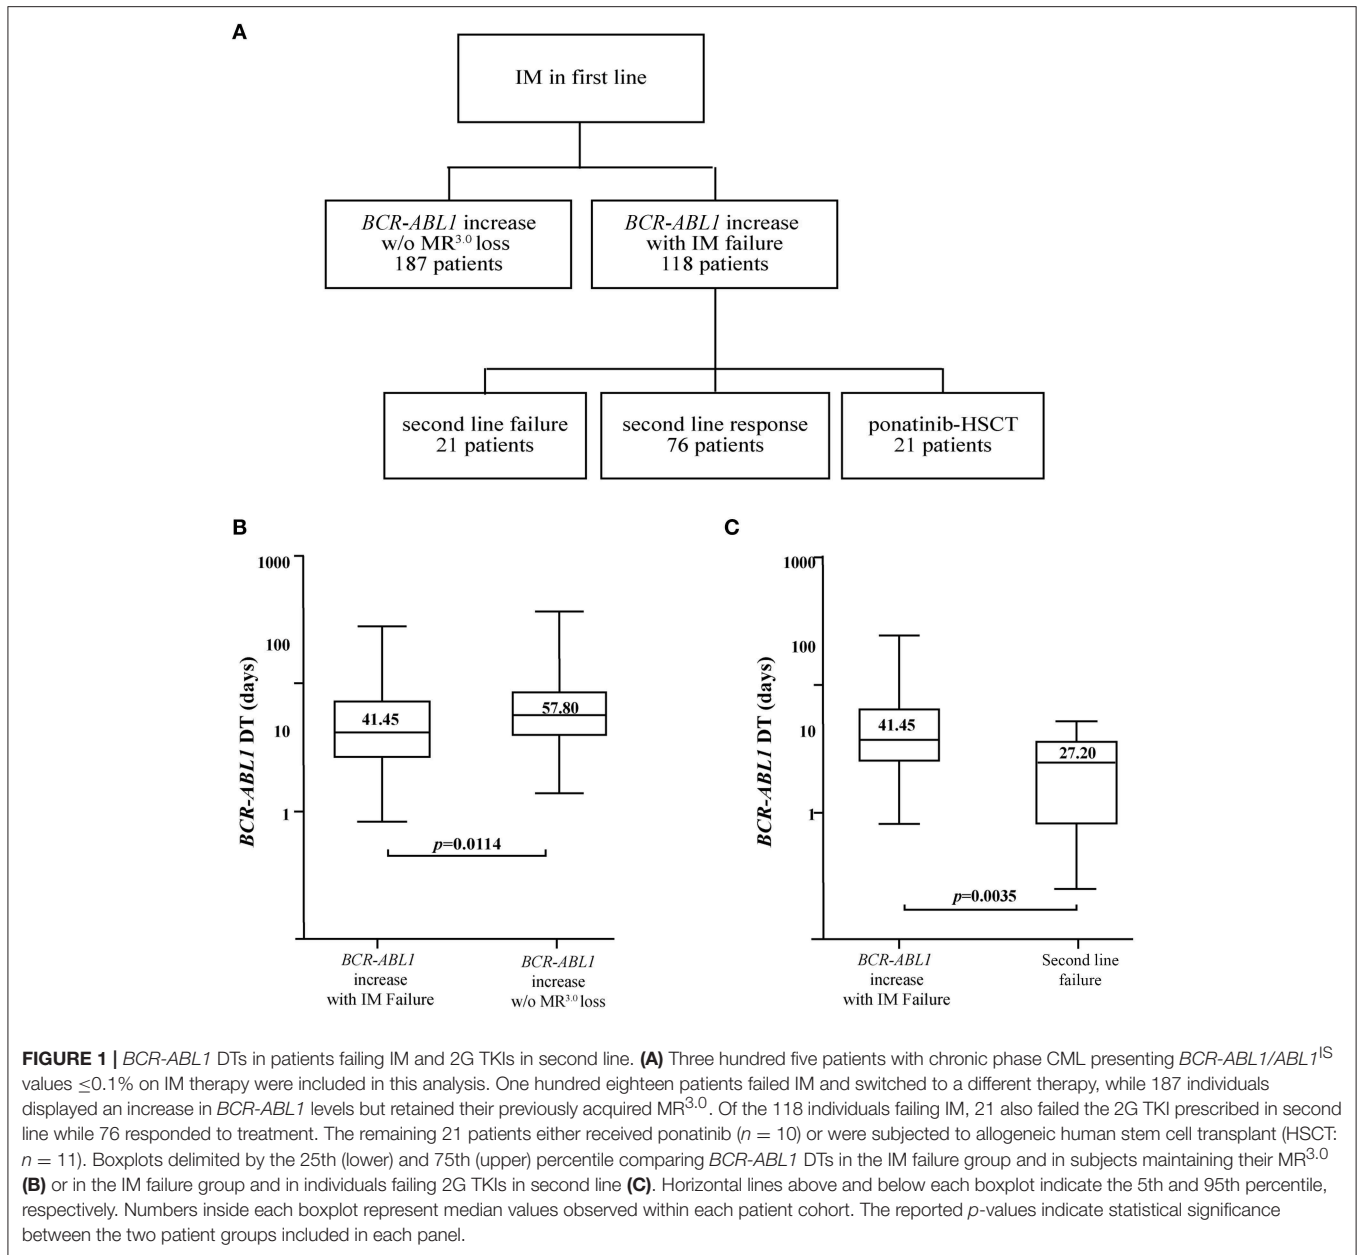 A
IM in first line
BCR-ABL1 increase
w/o MR3.0 loss
187 patients
BCR-ABL1 increase
with IM failure
118 patients
second line failure
21 patients
second line response
76 patients
ponatinib-HSCT
21 patients
B
BCR-ABL1 DT (days)
1000
100
10
1
41.45
57.80
p=0.0114
BCR-ABL1
increase
with IM Failure
BCR-ABL1
increase
w/o MR3.0 loss
C
BCR-ABL1 DT (days)
1000
100
10
1
41.45
27.20
p=0.0035
BCR-ABL1
increase
with IM Failure
Second line
failure
FIGURE 1 | BCR-ABL1 DTs in patients failing IM and 2G TKIs in second line. (A) Three hundred five patients with chronic phase CML presenting BCR-ABL1/ABL1IS
values ≤0.1% on IM therapy were included in this analysis. One hundred eighteen patients failed IM and switched to a different therapy, while 187 individuals
displayed an increase in BCR-ABL1 levels but retained their previously acquired MR3.0. Of the 118 individuals failing IM, 21 also failed the 2G TKI prescribed in second
line while 76 responded to treatment. The remaining 21 patients either received ponatinib (n = 10) or were subjected to allogeneic human stem cell transplant (HSCT:
n = 11). Boxplots delimited by the 25th (lower) and 75th (upper) percentile comparing BCR-ABL1 DTs in the IM failure group and in subjects maintaining their MR3.0
(B) or in the IM failure group and in individuals failing 2G TKIs in second line (C). Horizontal lines above and below each boxplot indicate the 5th and 95th percentile,
respectively. Numbers inside each boxplot represent median values observed within each patient cohort. The reported p-values indicate statistical significance
between the two patient groups included in each panel.